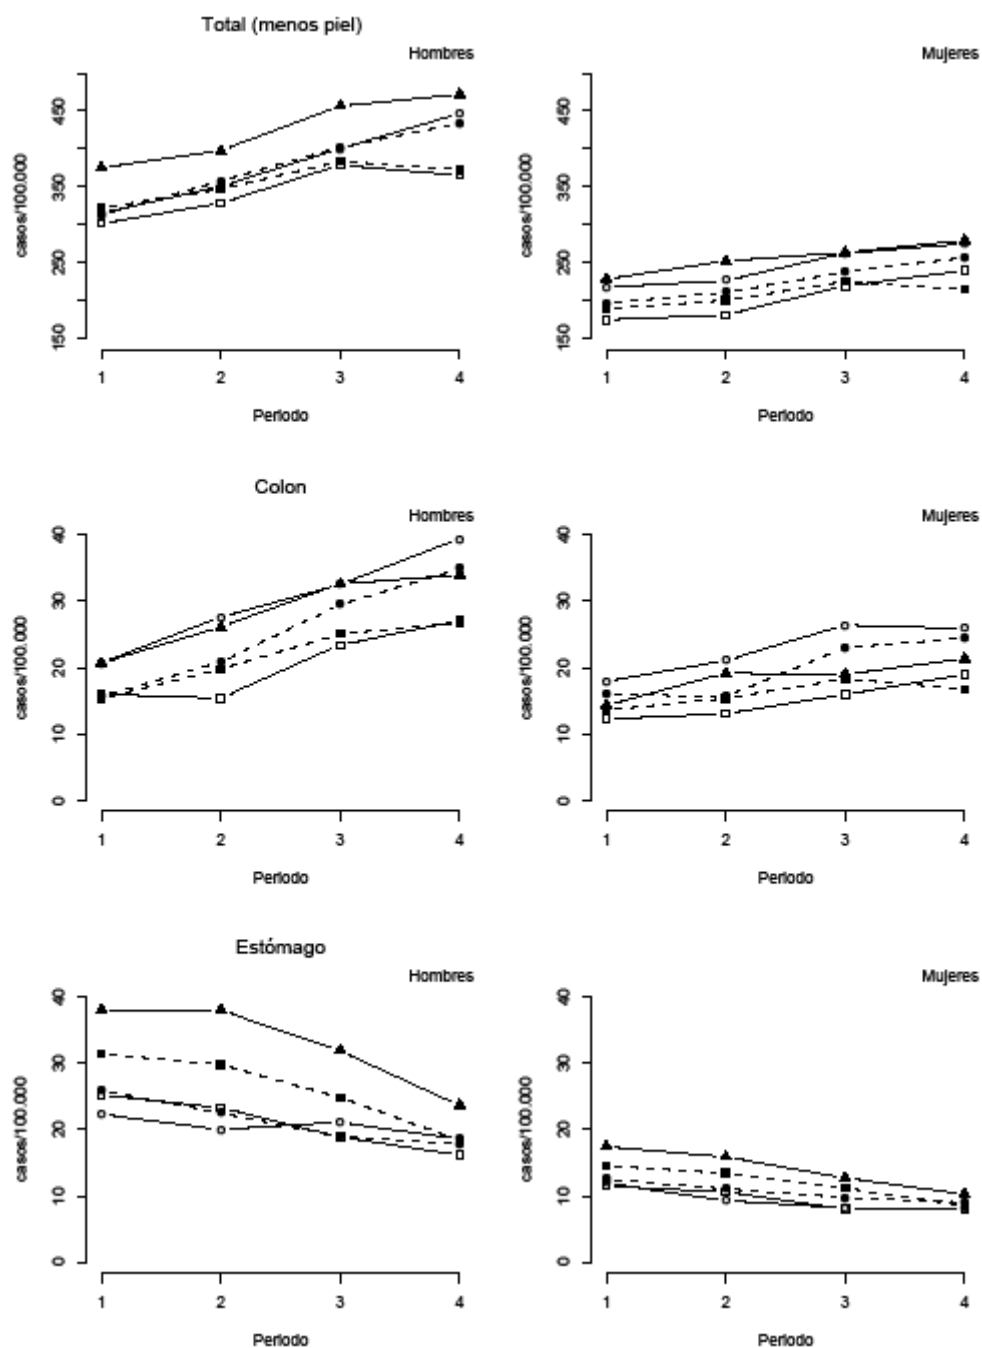 Total (menos piel)
Hombres
Mujeres
450
350
250
150
casos/100.000
1 2 3 4
Periodo
casos/100.000
450
350
250
150
1 2 3 4
Periodo
Colon
Hombres
Mujeres
40
30
20
10
0
casos/100.000
1 2 3 4
Periodo
40
30
20
10
0
casos/100.000
1 2 3 4
Periodo
Estómago
Hombres
Mujeres
40
30
20
10
0
casos/100.000
1 2 3 4
Periodo
40
30
20
10
0
casos/100.000
1 2 3 4
Periodo